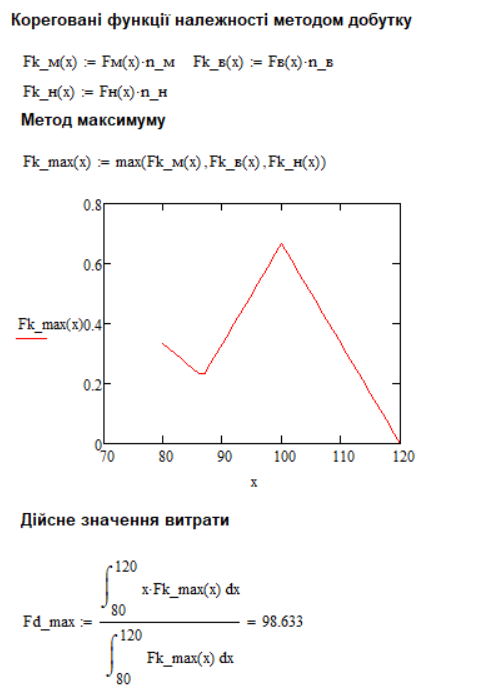 Кореговані функції належності методом добутку
Fk_м(x) := Fм(x)·n_м Fk_в(x) := Fв(x)·n_в
Fk_н(x) := Fн(x)·n_н
Метод максимуму
Fk_max(x) := max(Fk_м(x) , Fk_в(x) , Fk_н(x))
0.8
0.6
Fk_max(x) 0.4
0.2
0
70 80 90 100 110 120
x
Дійсне значення витрати
120
x·Fk_max(x) dx
80
Fd_max := = 98.633
120
Fk_max(x) dx
80